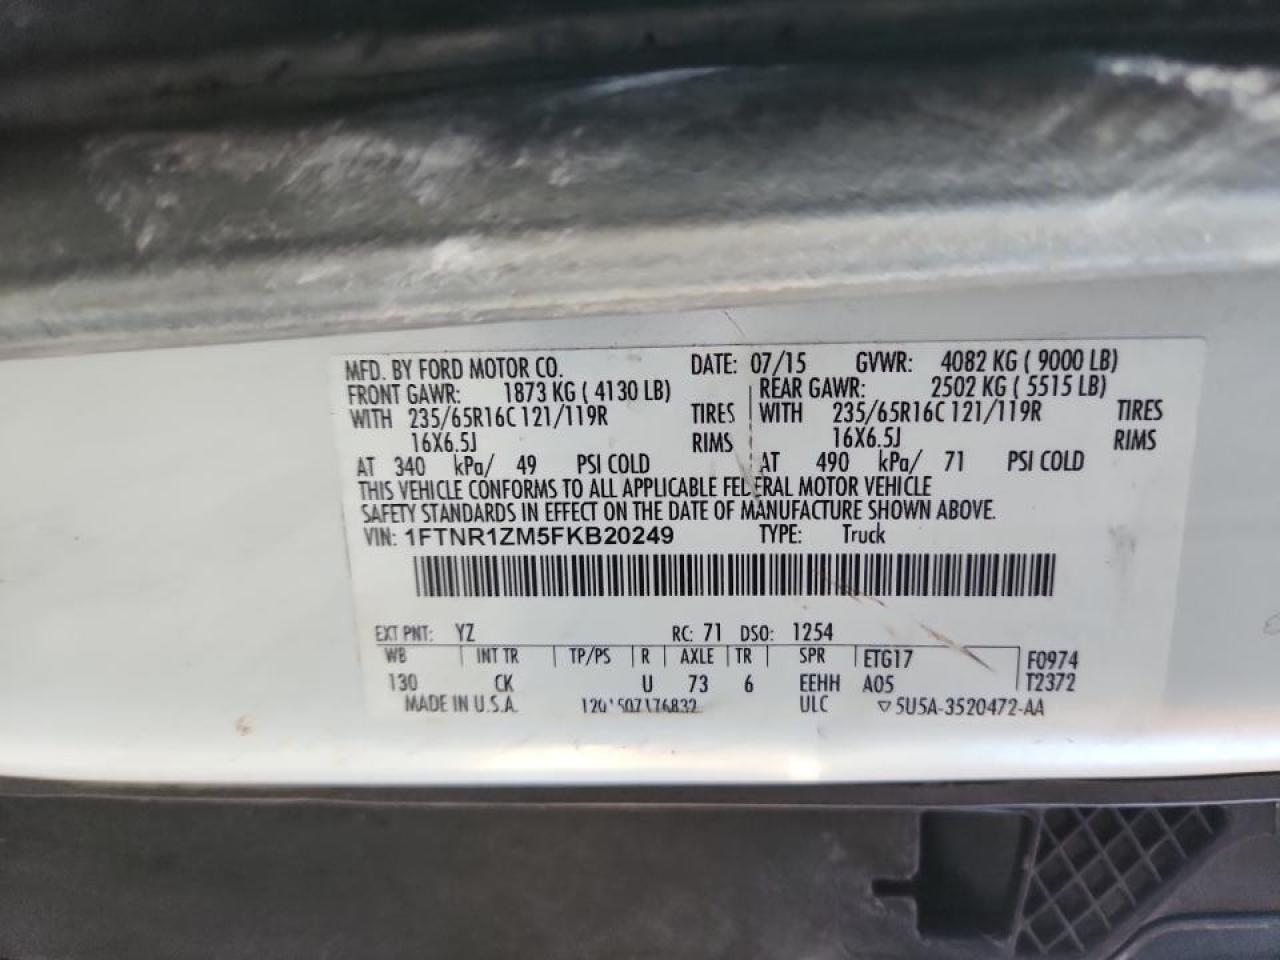 MFD. BY FORD MOTOR CO. DATE: 07/15 GVWR: 4082 KG ( 9000 LB)
FRONT GAWR: 1873 KG ( 4130 LB) REAR GAWR: 2502 KG ( 5515 LB)
WITH 235/65R16C 121/119R TIRES WITH 235/65R16C 121/119R TIRES
16X6.5J RIMS 16X6.5J RIMS
AT 340 kPa/ 49 PSI COLD AT 490 kPa/ 71 PSI COLD
THIS VEHICLE CONFORMS TO ALL APPLICABLE FEDERAL MOTOR VEHICLE
SAFETY STANDARDS IN EFFECT ON THE DATE OF MANUFACTURE SHOWN ABOVE.
VIN: 1FTNR1ZM5FKB20249 TYPE: Truck
EXT PNT: YZ RC: 71 DSO: 1254
WB INT TR TP/PS R AXLE TR SPR ETG17 F0974
130 CK U 73 6 EEHH A05 T2372
MADE IN U.S.A. ULC 5U5A-3520472-AA